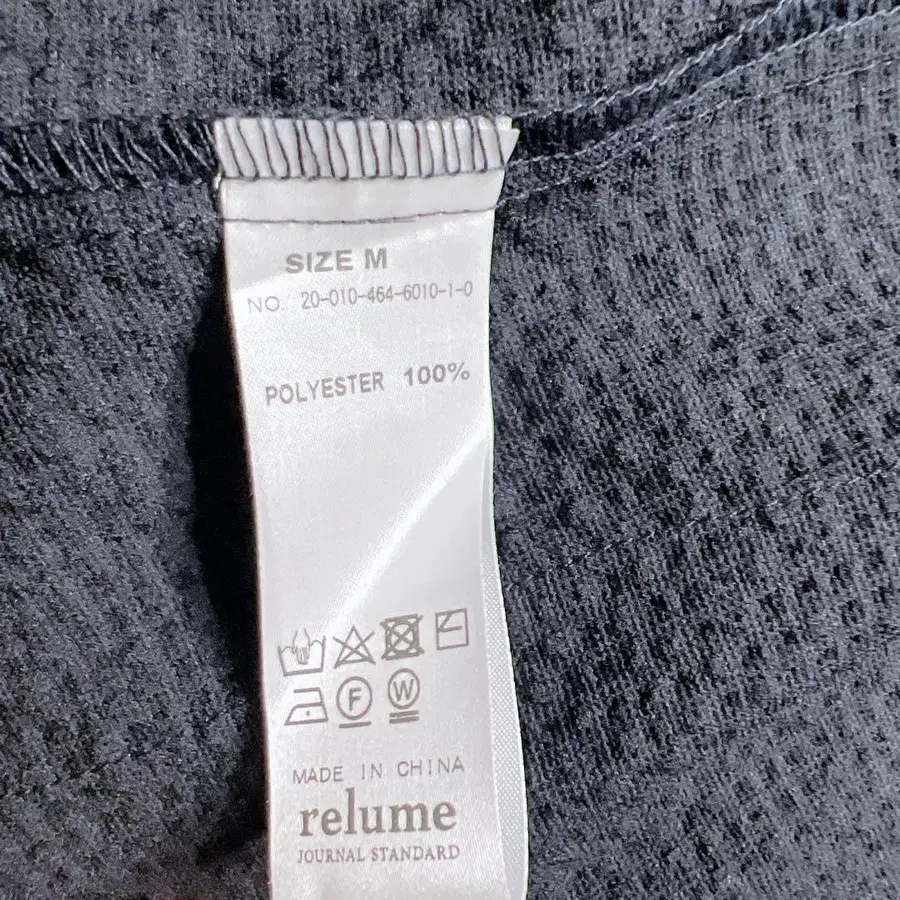 SIZE M
NO. 20-010-464-6010-1-0
POLYESTER 100%
F W
MADE IN CHINA
relume
JOURNAL STANDARD